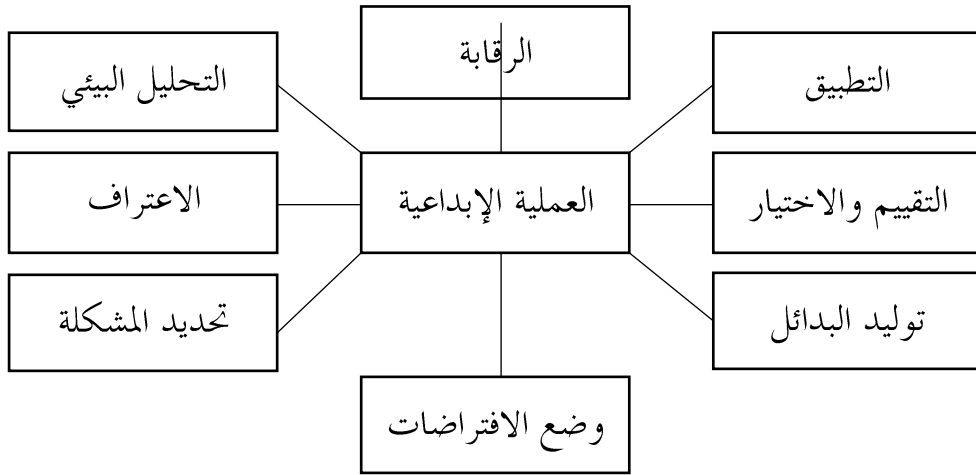 الرقابة
التطبيق
التحليل البيئي
التقييم والاختيار
العملية الإبداعية
الاعتراف
توليد البدائل
تحديد المشكلة
وضع الافتراضات